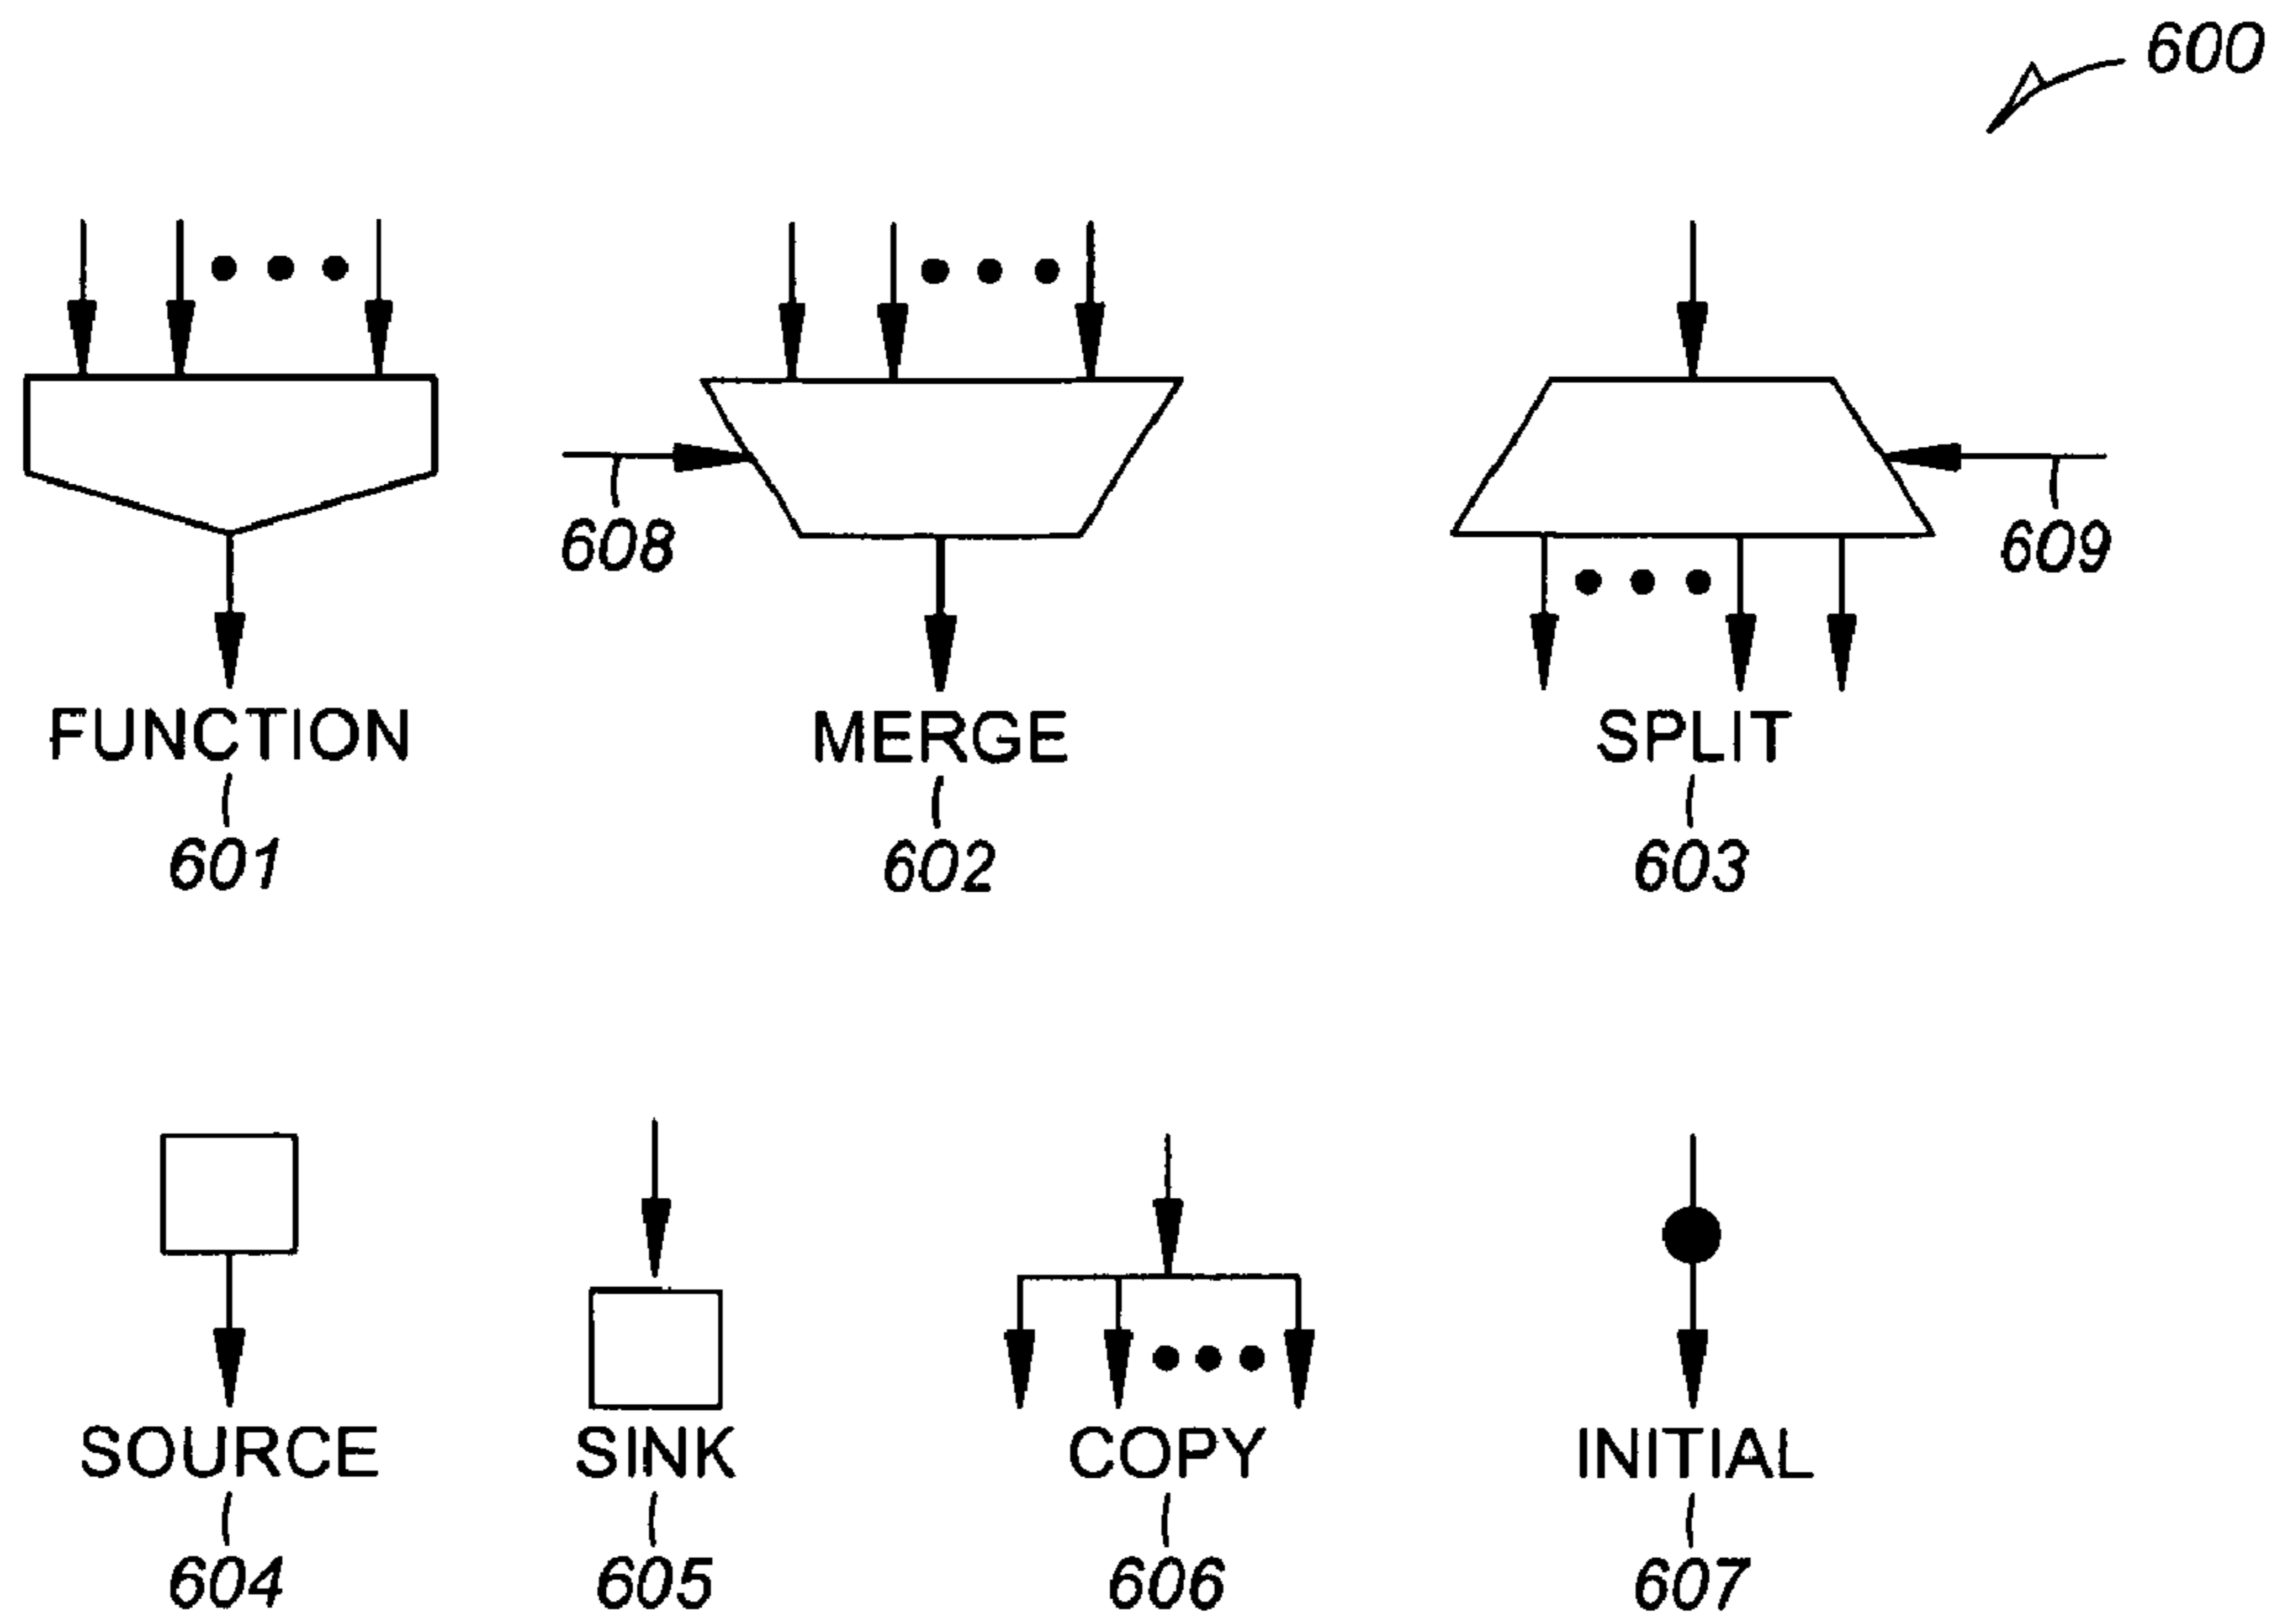 600
608
609
FUNCTION
MERGE
SPLIT
601
602
603
SOURCE
SINK
COPY
INITIAL
604
605
606
607